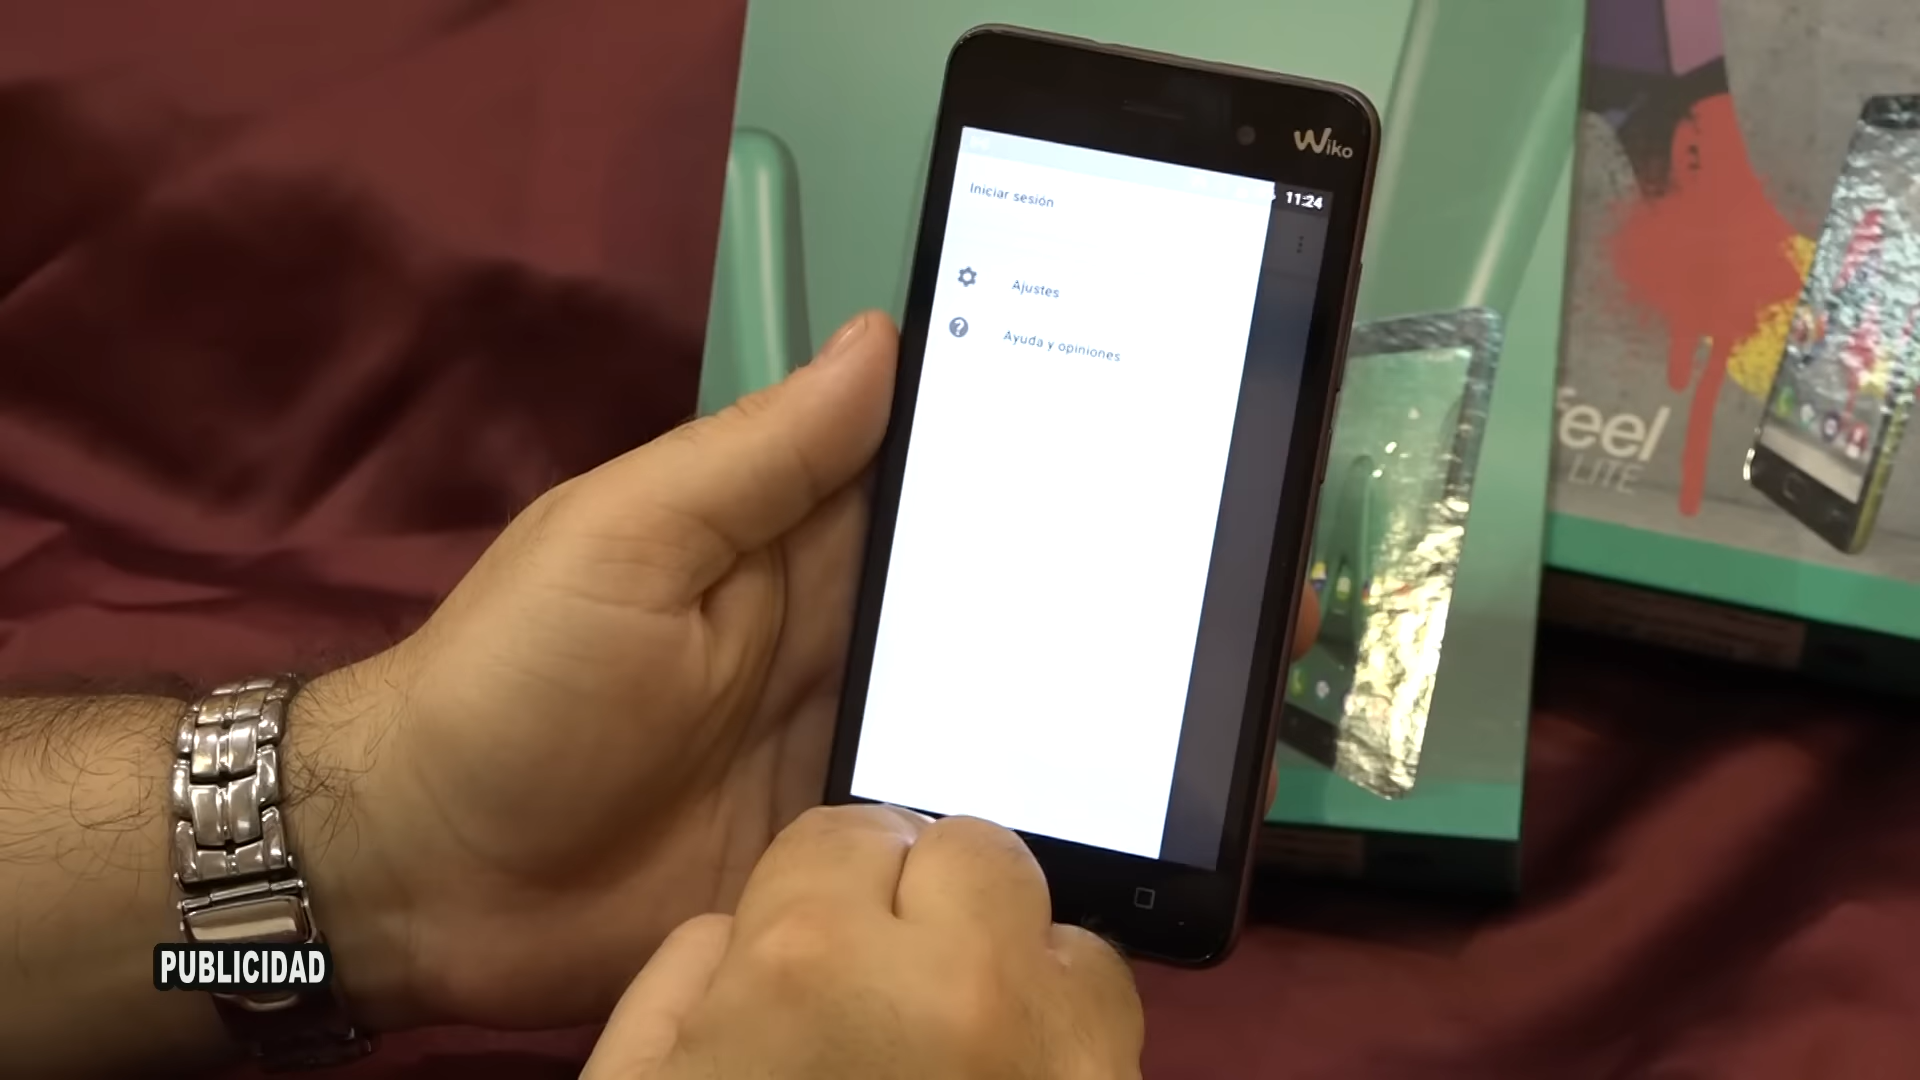 Wiko
11:24
Iniciar sesión
Ajustes
Ayuda y opiniones
feel
LITE
PUBLICIDAD